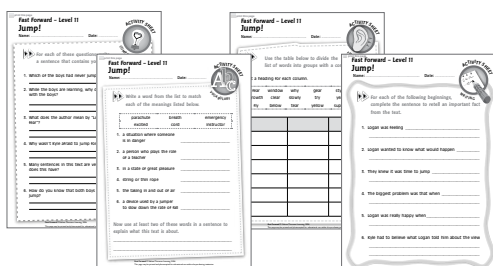 Fast Forward – Level 11
Jump!
ACTIVITY SHEET
Name: Date:
For each of these questions
a sentence that contains y
1. Which of the boys had never jump
2. While the boys are learning, why d
with the boys?
3. What does the author mean by
4. Why wasn't Kyle afraid to jump
5. Many sentences in this text are ve
does this have?
6. How do you know that both boys
jump?
Fast Forward – Level 11
Jump!
ACTIVITY SHEET
Name: Date:
Use the table below to divide the
list of words into groups with a co
a heading for each column.
window why gear
clear slowly try
fly below tear yellow
Fast Forward – Level 11
Jump!
ACTIVITY SHEET
Name: Date:
Write a word from the list to match
each of the meanings listed below.
parachute breath emergency
excited cord instructor
1. a situation where someone
is in danger
2. a person who plays the role
of a teacher
3. in a state of great pleasure
4. string or thin rope
5. the taking in and out of air
6. a device used by a jumper
to slow down the rate of fall
Now use at least two of these words in a sentence to
explain what this text is about.
Fast Forward – Level 11
Jump!
ACTIVITY SHEET
Name: Date:
For each of the following beginnings,
complete the sentence to retell an important fact
from the text.
1. Logan was feeling
2. Logan wanted to know what would happen
3. They knew it was time to jump
4. The biggest problem was that when
5. Logan was really happy when
6. Kyle had to believe what Logan told him about the view